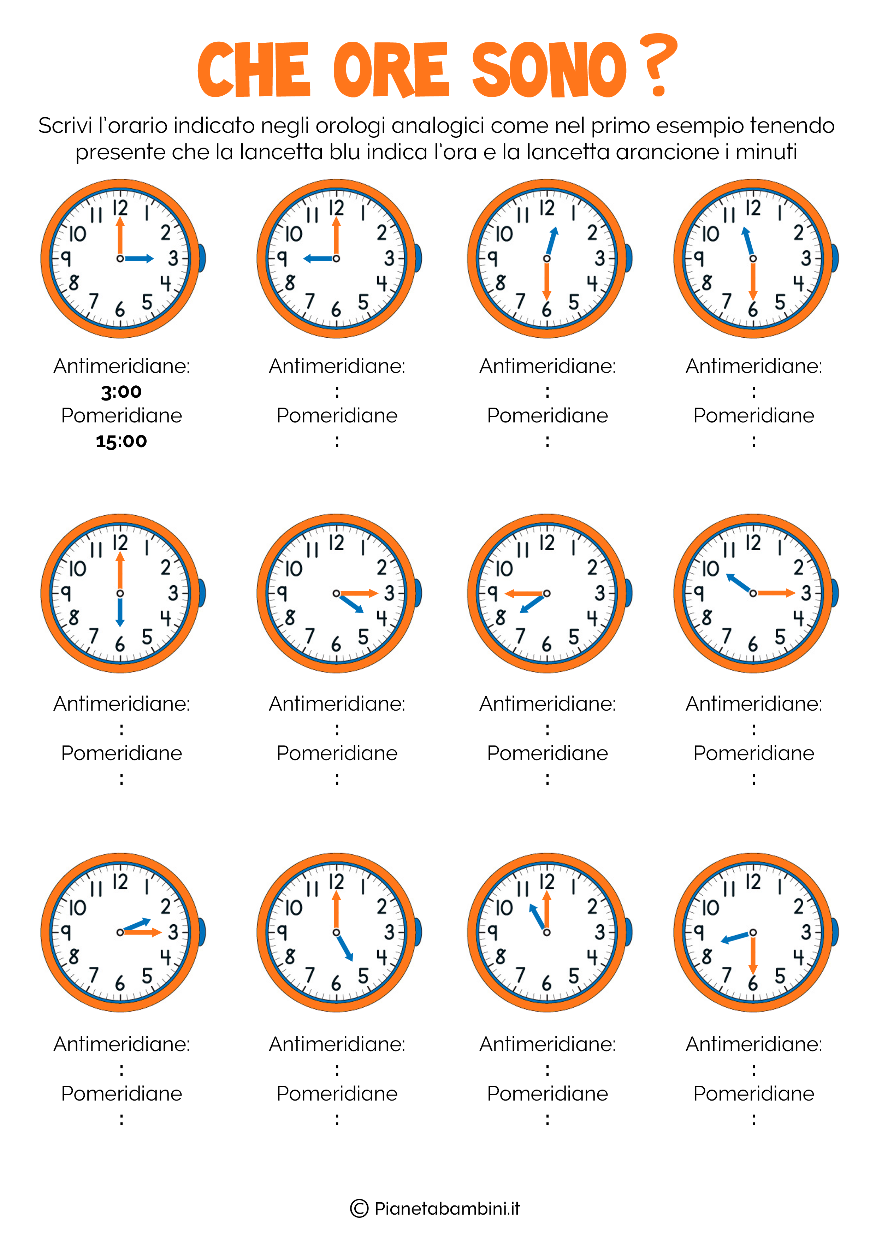 CHE ORE SONO?
Scrivi l'orario indicato negli orologi analogici come nel primo esempio tenendo
presente che la lancetta blu indica l'ora e la lancetta arancione i minuti
12 1 2 3 4 5 6 7 8 9 10 11
12 1 2 3 4 5 6 7 8 9 10 11
12 1 2 3 4 5 6 7 8 9 10 11
12 1 2 3 4 5 6 7 8 9 10 11
Antimeridiane: Antimeridiane: Antimeridiane: Antimeridiane:
3:00 : : :
Pomeridiane Pomeridiane Pomeridiane Pomeridiane
15:00 : : :
12 1 2 3 4 5 6 7 8 9 10 11
12 1 2 3 4 5 6 7 8 9 10 11
12 1 2 3 4 5 6 7 8 9 10 11
12 1 2 3 4 5 6 7 8 9 10 11
Antimeridiane: Antimeridiane: Antimeridiane: Antimeridiane:
: : : :
Pomeridiane Pomeridiane Pomeridiane Pomeridiane
: : : :
12 1 2 3 4 5 6 7 8 9 10 11
12 1 2 3 4 5 6 7 8 9 10 11
12 1 2 3 4 5 6 7 8 9 10 11
12 1 2 3 4 5 6 7 8 9 10 11
Antimeridiane: Antimeridiane: Antimeridiane: Antimeridiane:
: : : :
Pomeridiane Pomeridiane Pomeridiane Pomeridiane
: : : :
© Pianetabambini.it